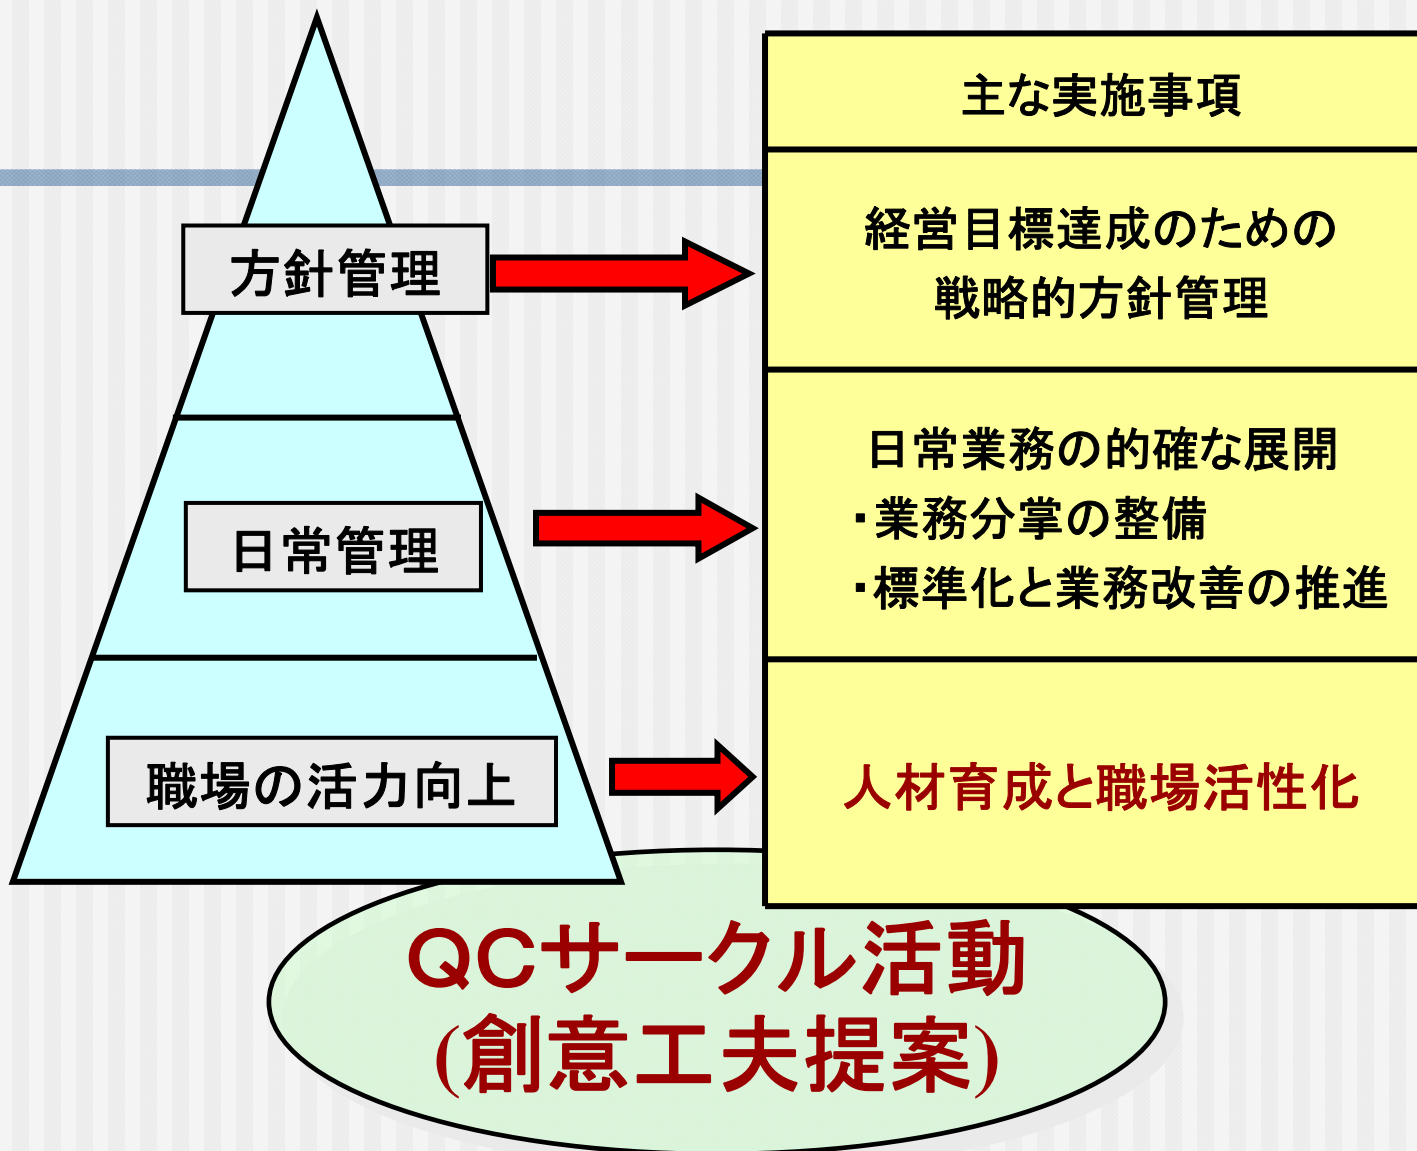 主な実施事項
方針管理
経営目標達成のための
戦略的方針管理
日常管理
日常業務の的確な展開
・業務分掌の整備
・標準化と業務改善の推進
職場の活力向上
人材育成と職場活性化
QCサークル活動
(創意工夫提案)